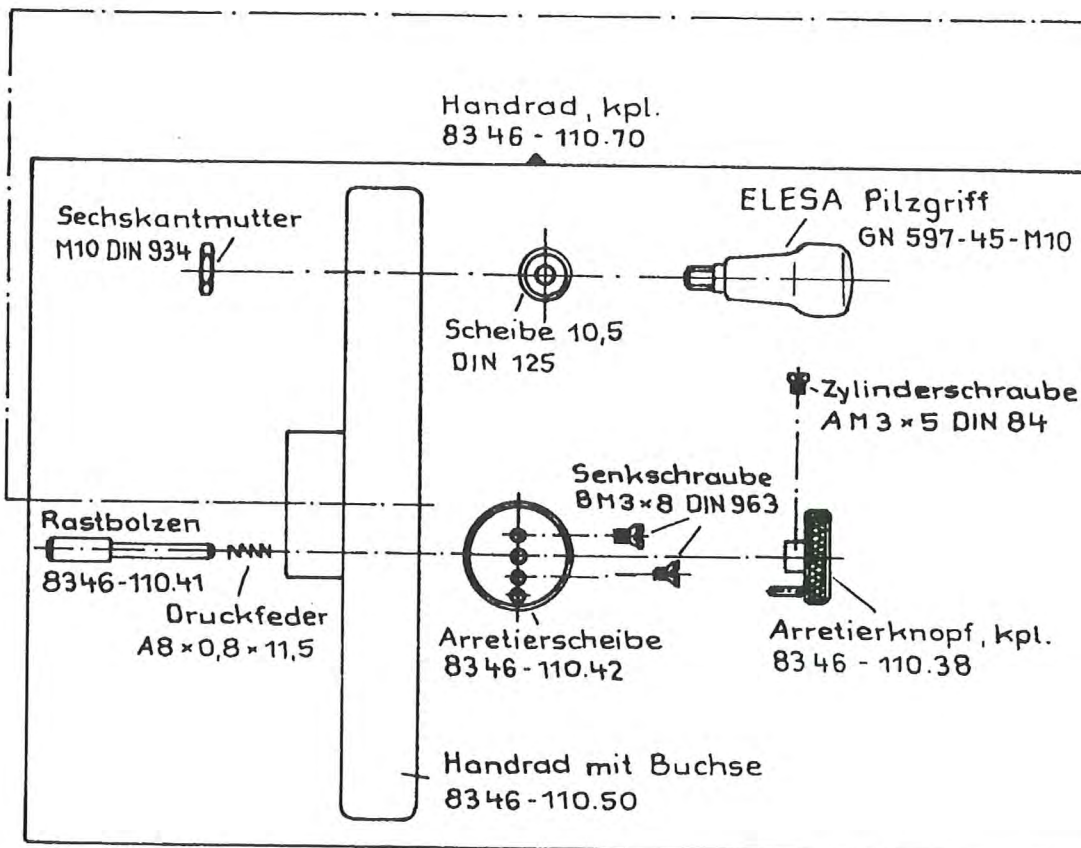 Handrad, kpl.
8346 - 110.70
Sechskantmutter
M10 DIN 934
ELESA Pilzgriff
GN 597-45-M10
Scheibe 10,5
DIN 125
Zylinderschraube
AM3×5 DIN 84
Senkschraube
BM3×8 DIN 963
Rastbolzen
8346-110.41
Druckfeder
A8×0,8×11,5
Arretierscheibe
8346-110.42
Arretierknopf, kpl.
8346 - 110.38
Handrad mit Buchse
8346-110.50